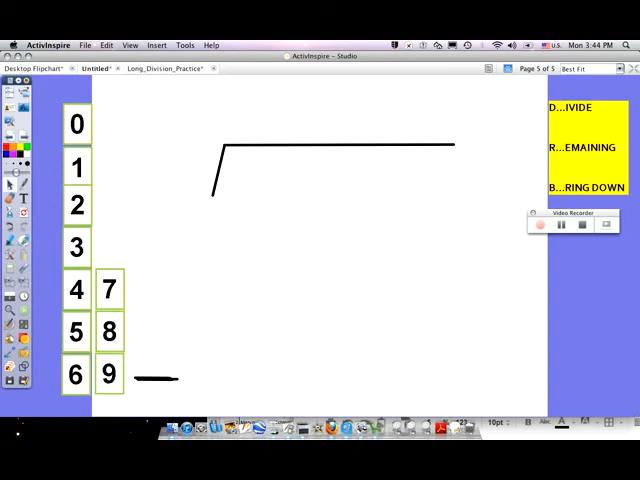 ActivInspire File Edit View Insert Tools Help U.S. Mon 3:44 PM
ActivInspire - Studio
Desktop Flipchart* Untitled* Long_Division_Practice* Page 5 of 5 Best Fit
0
1
2
3
4 7
5 8
6 9
D...IVIDE
R...EMAINING
B...RING DOWN
Video Recorder
10pt B A